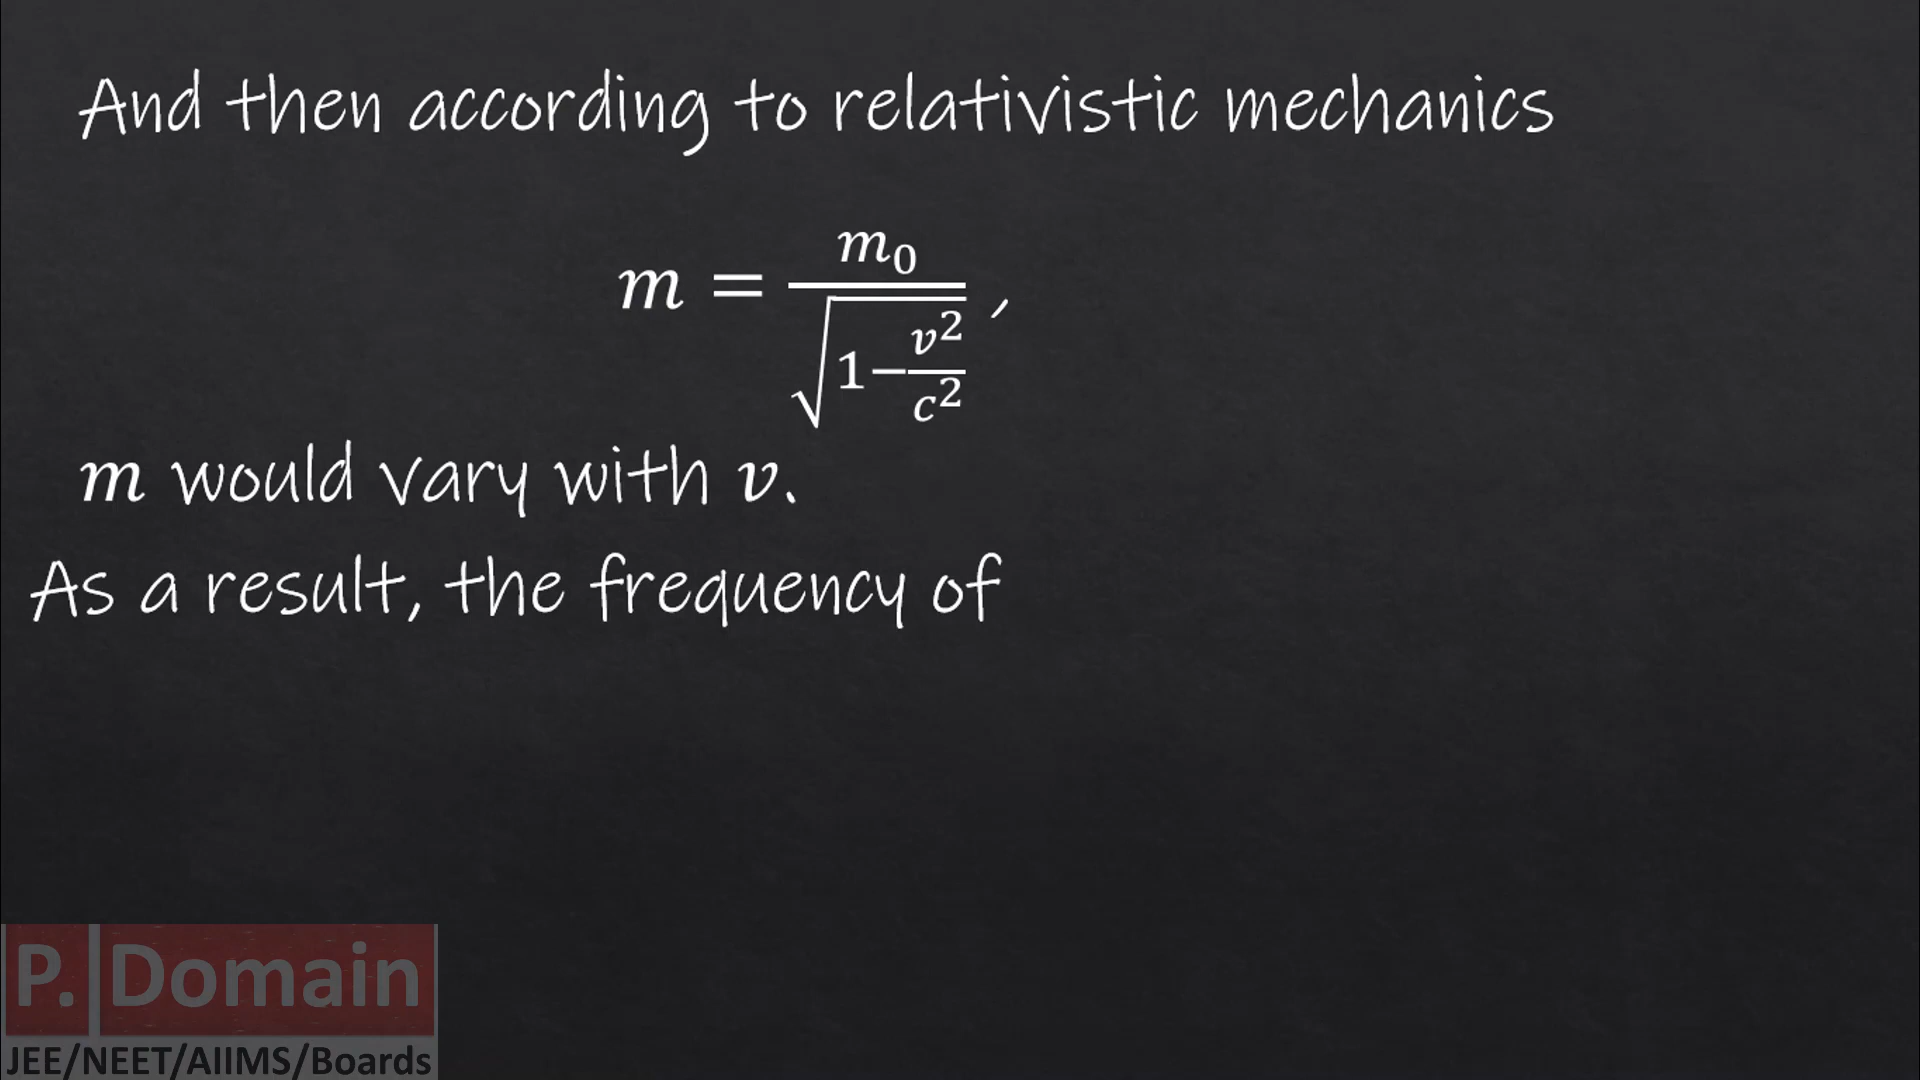 And then according to relativistic mechanics
m = m₀ / √(1−v²/c²) ,
m would vary with v.
As a result, the frequency of
P. Domain
JEE/NEET/AIIMS/Boards